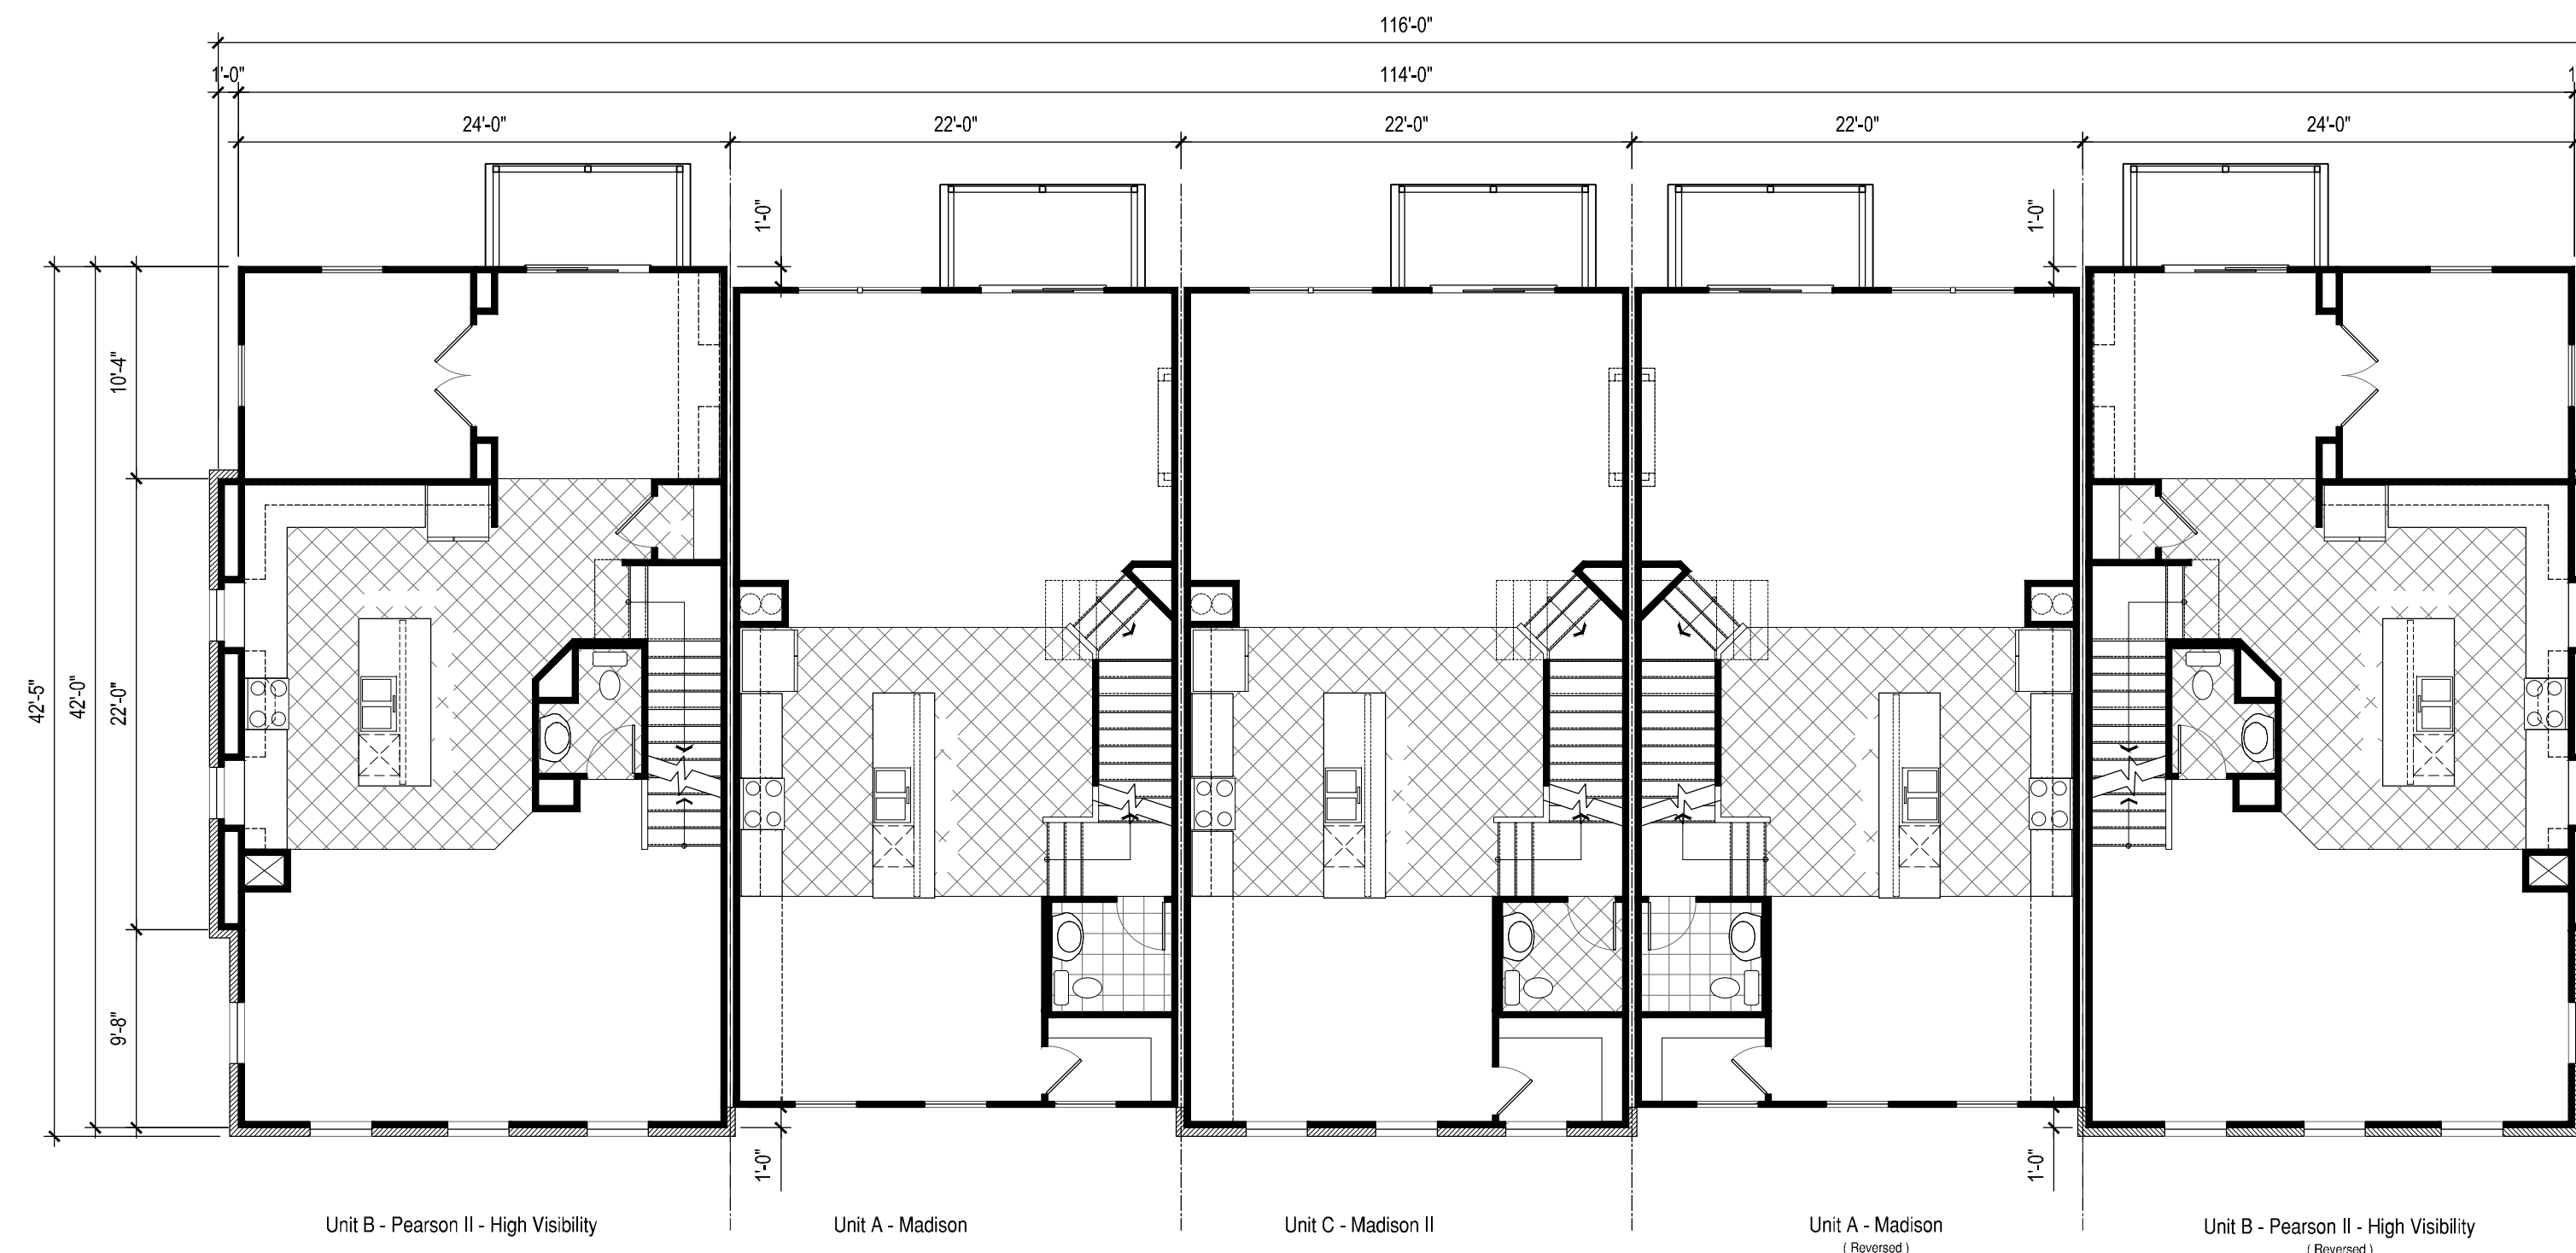 116'-0"
1'-0"
114'-0"
1
24'-0"
22'-0"
22'-0"
22'-0"
24'-0"
1'-0"
1'-0"
10'-4"
42'-5"
42'-0"
22'-0"
9'-8"
1'-0"
1'-0"
Unit B - Pearson II - High Visibility
Unit A - Madison
Unit C - Madison II
Unit A - Madison
( Reversed )
Unit B - Pearson II - High Visibility
( Reversed )